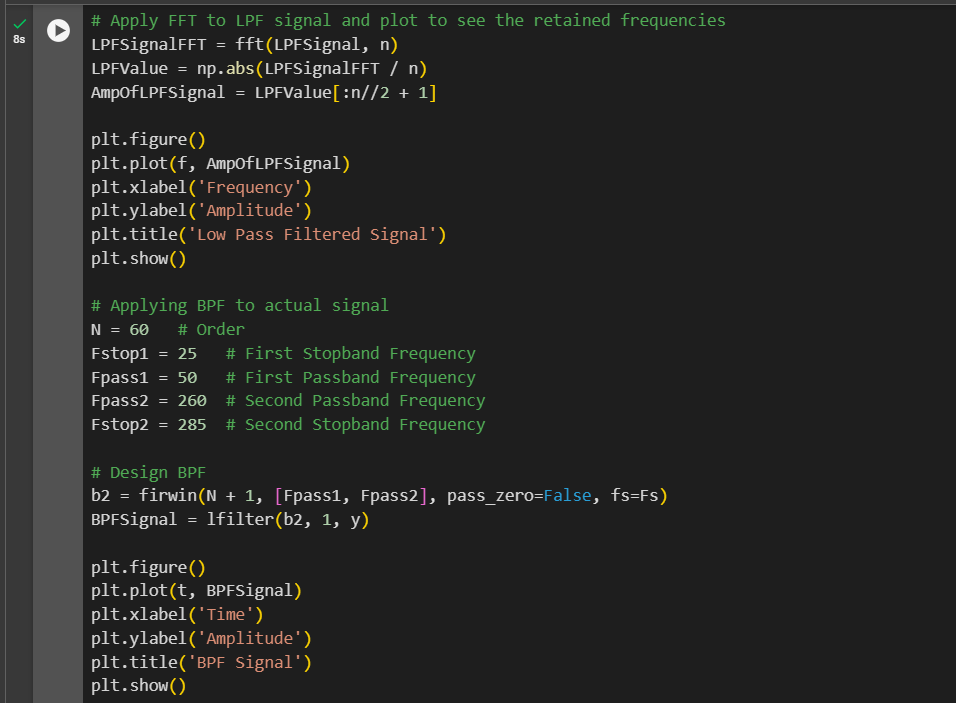 8s
# Apply FFT to LPF signal and plot to see the retained frequencies
LPFSignalFFT = fft(LPFSignal, n)
LPFValue = np.abs(LPFSignalFFT / n)
AmpOfLPFSignal = LPFValue[:n//2 + 1]

plt.figure()
plt.plot(f, AmpOfLPFSignal)
plt.xlabel('Frequency')
plt.ylabel('Amplitude')
plt.title('Low Pass Filtered Signal')
plt.show()

# Applying BPF to actual signal
N = 60   # Order
Fstop1 = 25   # First Stopband Frequency
Fpass1 = 50   # First Passband Frequency
Fpass2 = 260  # Second Passband Frequency
Fstop2 = 285  # Second Stopband Frequency

# Design BPF
b2 = firwin(N + 1, [Fpass1, Fpass2], pass_zero=False, fs=Fs)
BPFSignal = lfilter(b2, 1, y)

plt.figure()
plt.plot(t, BPFSignal)
plt.xlabel('Time')
plt.ylabel('Amplitude')
plt.title('BPF Signal')
plt.show()